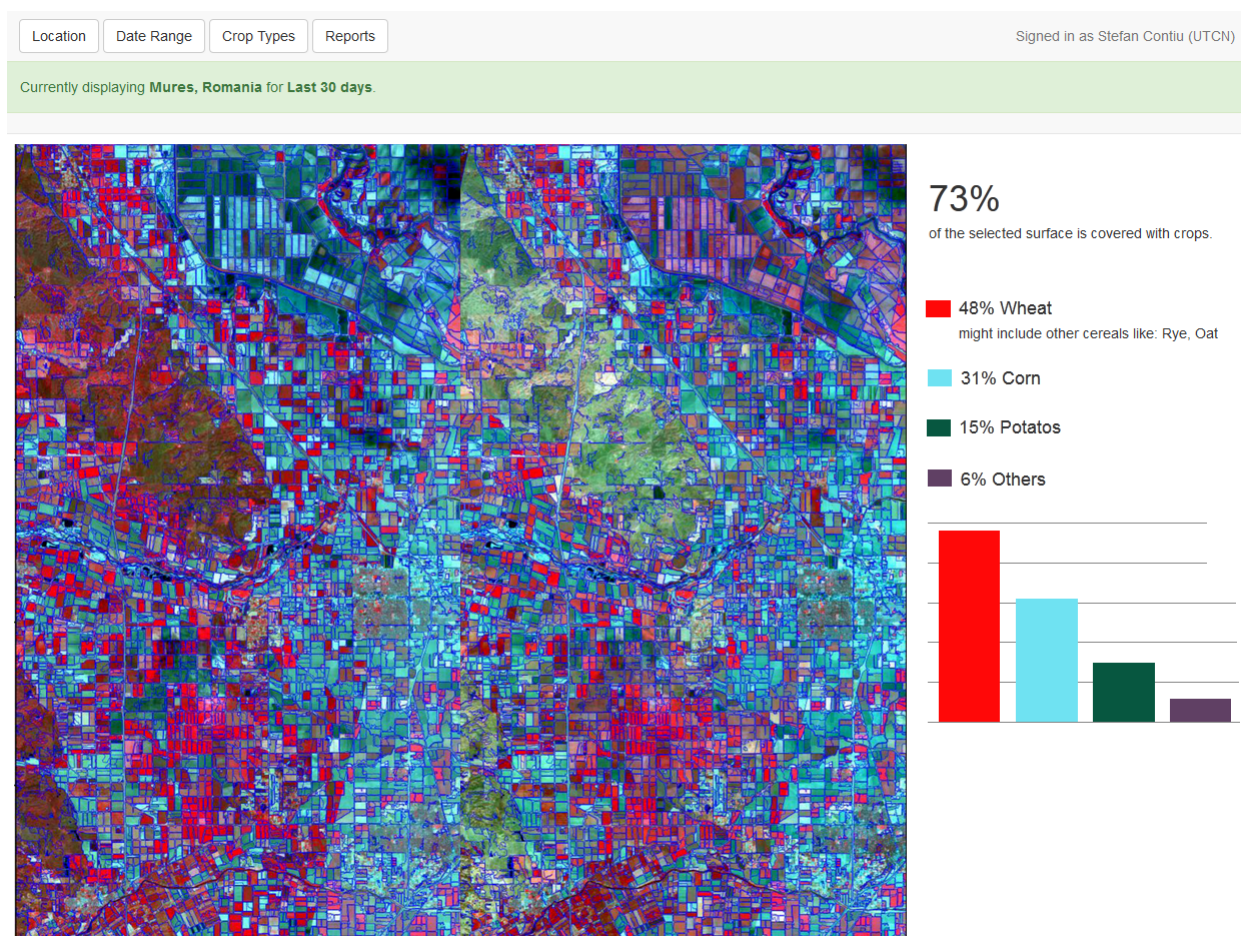 Location Date Range Crop Types Reports Signed in as Stefan Contiu (UTCN)
Currently displaying Mures, Romania for Last 30 days.
73%
of the selected surface is covered with crops.
48% Wheat
might include other cereals like: Rye, Oat
31% Corn
15% Potatos
6% Others